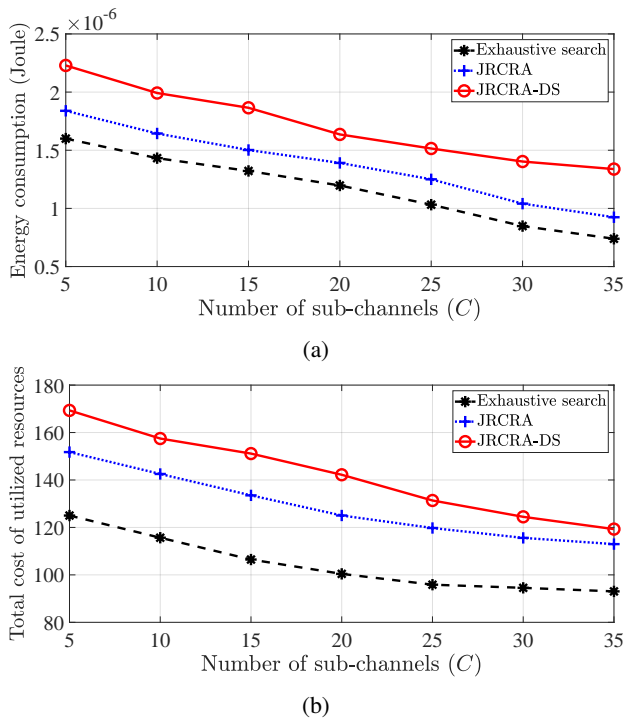 ×10^-6
2.5
2
1.5
1
0.5
Energy consumption (Joule)
Exhaustive search
JRCRA
JRCRA-DS
5 10 15 20 25 30 35
Number of sub-channels (C)
(a)
180
160
140
120
100
80
Total cost of utilized resources
Exhaustive search
JRCRA
JRCRA-DS
5 10 15 20 25 30 35
Number of sub-channels (C)
(b)